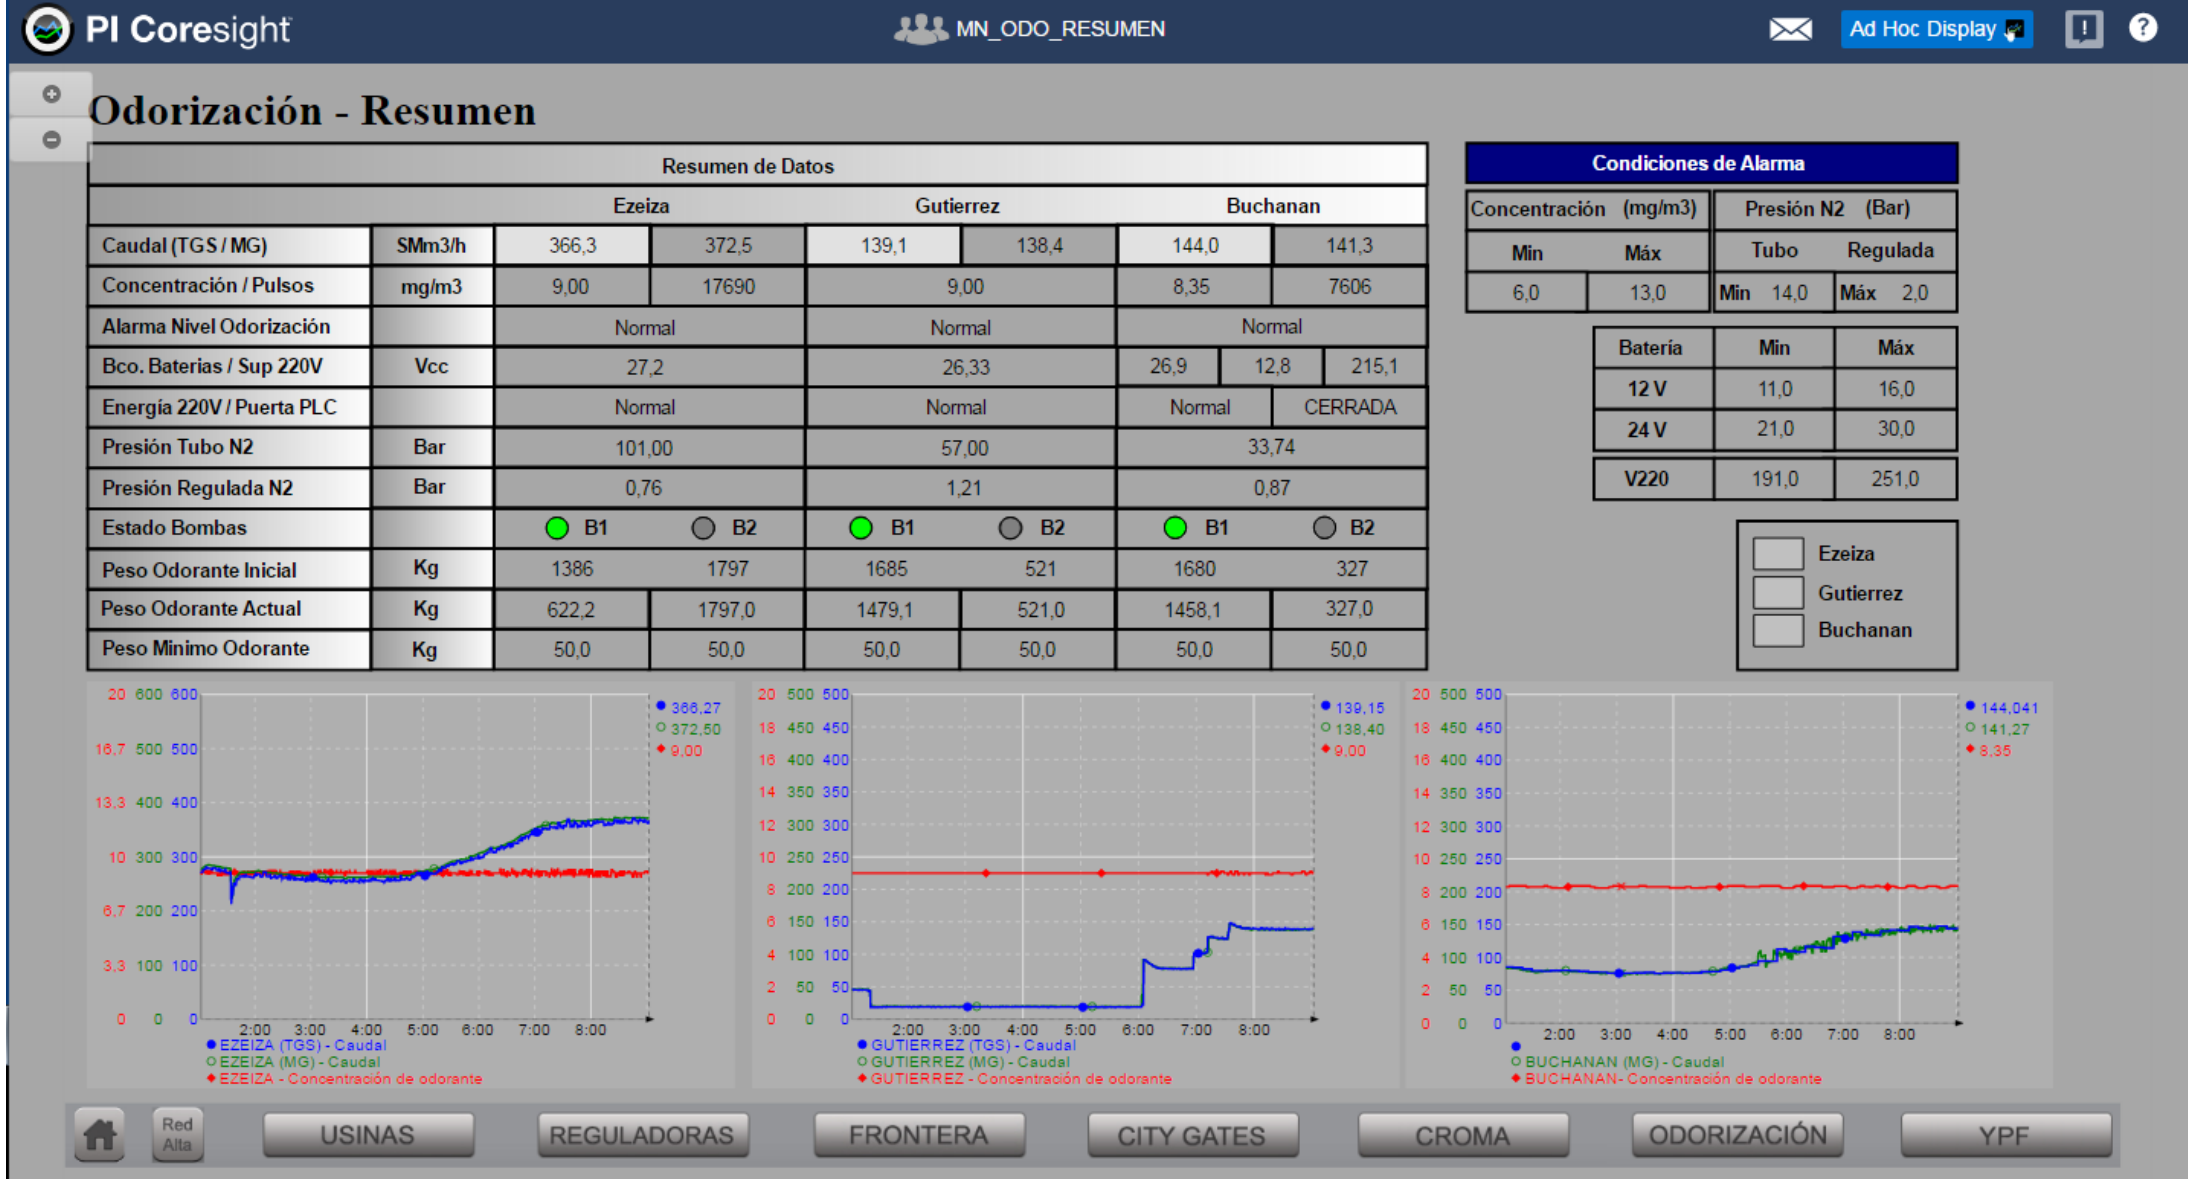 PI Coresight
MN_ODO_RESUMEN
Ad Hoc Display
Odorización - Resumen
Resumen de Datos
Ezeiza Gutierrez Buchanan
Caudal (TGS / MG) SMm3/h 366,3 372,5 139,1 138,4 144,0 141,3
Concentración / Pulsos mg/m3 9,00 17690 9,00 8,35 7606
Alarma Nivel Odorización Normal Normal Normal
Bco. Baterias / Sup 220V Vcc 27,2 26,33 26,9 12,8 215,1
Energía 220V / Puerta PLC Normal Normal Normal CERRADA
Presión Tubo N2 Bar 101,00 57,00 33,74
Presión Regulada N2 Bar 0,76 1,21 0,87
Estado Bombas B1 B2 B1 B2 B1 B2
Peso Odorante Inicial Kg 1386 1797 1685 521 1680 327
Peso Odorante Actual Kg 622,2 1797,0 1479,1 521,0 1458,1 327,0
Peso Minimo Odorante Kg 50,0 50,0 50,0 50,0 50,0 50,0
Condiciones de Alarma
Concentración (mg/m3) Presión N2 (Bar)
Min Máx Tubo Regulada
6,0 13,0 Min 14,0 Máx 2,0
Batería Min Máx
12 V 11,0 16,0
24 V 21,0 30,0
V220 191,0 251,0
Ezeiza
Gutierrez
Buchanan
20 600 600
16,7 500 500
13,3 400 400
10 300 300
6,7 200 200
3,3 100 100
0 0 0
2:00 3:00 4:00 5:00 6:00 7:00 8:00
366,27
372,50
9,00
EZEIZA (TGS) - Caudal
EZEIZA (MG) - Caudal
EZEIZA - Concentración de odorante
20 500 500
18 450 450
16 400 400
14 350 350
12 300 300
10 250 250
8 200 200
6 150 150
4 100 100
2 50 50
0 0 0
2:00 3:00 4:00 5:00 6:00 7:00 8:00
139,15
138,40
9,00
GUTIERREZ (TGS) - Caudal
GUTIERREZ (MG) - Caudal
GUTIERREZ - Concentración de odorante
20 500 500
18 450 450
16 400 400
14 350 350
12 300 300
10 250 250
8 200 200
6 150 150
4 100 100
2 50 50
0 0 0
2:00 3:00 4:00 5:00 6:00 7:00 8:00
144,041
141,27
8,35
BUCHANAN (MG) - Caudal
BUCHANAN- Concentración de odorante
Red
Alta
USINAS
REGULADORAS
FRONTERA
CITY GATES
CROMA
ODORIZACIÓN
YPF